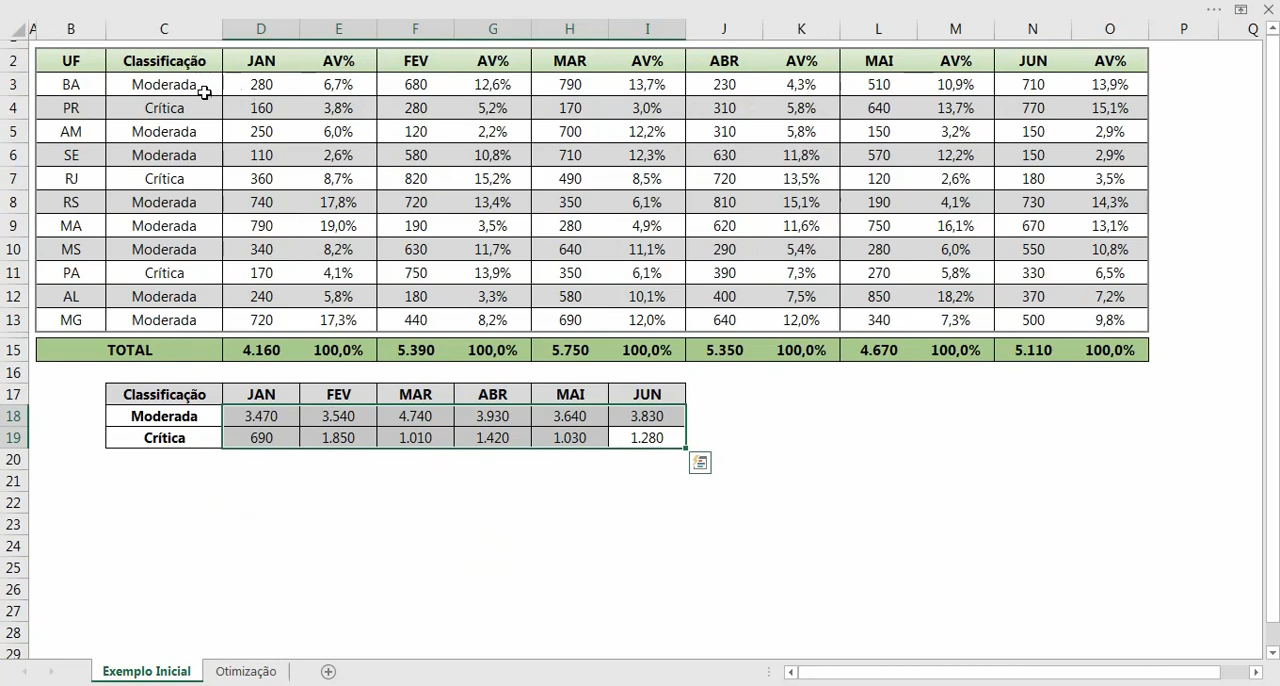 A B C D E F G H I J K L M N O P Q
2 UF Classificação JAN AV% FEV AV% MAR AV% ABR AV% MAI AV% JUN AV%
3 BA Moderada 280 6,7% 680 12,6% 790 13,7% 230 4,3% 510 10,9% 710 13,9%
4 PR Crítica 160 3,8% 280 5,2% 170 3,0% 310 5,8% 640 13,7% 770 15,1%
5 AM Moderada 250 6,0% 120 2,2% 700 12,2% 310 5,8% 150 3,2% 150 2,9%
6 SE Moderada 110 2,6% 580 10,8% 710 12,3% 630 11,8% 570 12,2% 150 2,9%
7 RJ Crítica 360 8,7% 820 15,2% 490 8,5% 720 13,5% 120 2,6% 180 3,5%
8 RS Moderada 740 17,8% 720 13,4% 350 6,1% 810 15,1% 190 4,1% 730 14,3%
9 MA Moderada 790 19,0% 190 3,5% 280 4,9% 620 11,6% 750 16,1% 670 13,1%
10 MS Moderada 340 8,2% 630 11,7% 640 11,1% 290 5,4% 280 6,0% 550 10,8%
11 PA Crítica 170 4,1% 750 13,9% 350 6,1% 390 7,3% 270 5,8% 330 6,5%
12 AL Moderada 240 5,8% 180 3,3% 580 10,1% 400 7,5% 850 18,2% 370 7,2%
13 MG Moderada 720 17,3% 440 8,2% 690 12,0% 640 12,0% 340 7,3% 500 9,8%
15 TOTAL 4.160 100,0% 5.390 100,0% 5.750 100,0% 5.350 100,0% 4.670 100,0% 5.110 100,0%
16
17 Classificação JAN FEV MAR ABR MAI JUN
18 Moderada 3.470 3.540 4.740 3.930 3.640 3.830
19 Crítica 690 1.850 1.010 1.420 1.030 1.280
20
21
22
23
24
25
26
27
28
29
Exemplo Inicial Otimização